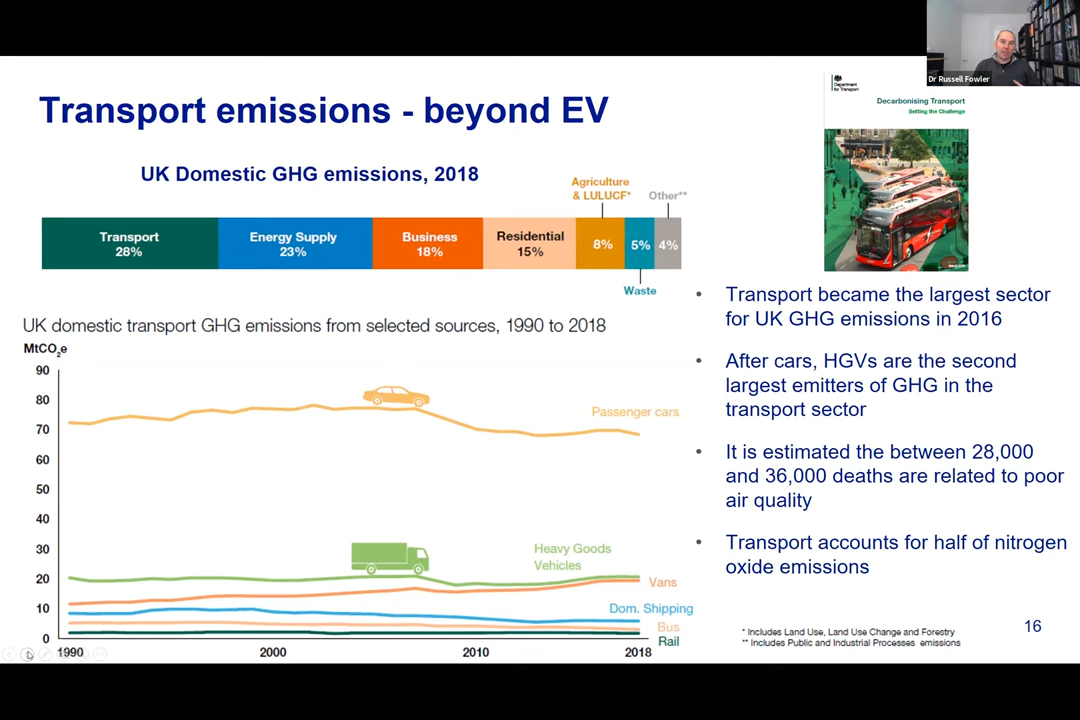 Dr Russell Fowler
Department
for Transport
Decarbonising Transport
Setting the Challenge
Transport emissions - beyond EV
UK Domestic GHG emissions, 2018
Agriculture
& LULUCF*
Other**
Transport
28%
Energy Supply
23%
Business
18%
Residential
15%
8%
5%
4%
Waste
UK domestic transport GHG emissions from selected sources, 1990 to 2018
MtCO2e
90
80
70
60
50
40
30
20
10
0
Passenger cars
Heavy Goods
Vehicles
Vans
Dom. Shipping
Bus
Rail
1990
2000
2010
2018
• Transport became the largest sector
for UK GHG emissions in 2016
• After cars, HGVs are the second
largest emitters of GHG in the
transport sector
• It is estimated the between 28,000
and 36,000 deaths are related to poor
air quality
• Transport accounts for half of nitrogen
oxide emissions
* Includes Land Use, Land Use Change and Forestry
** Includes Public and Industrial Processes emissions
16